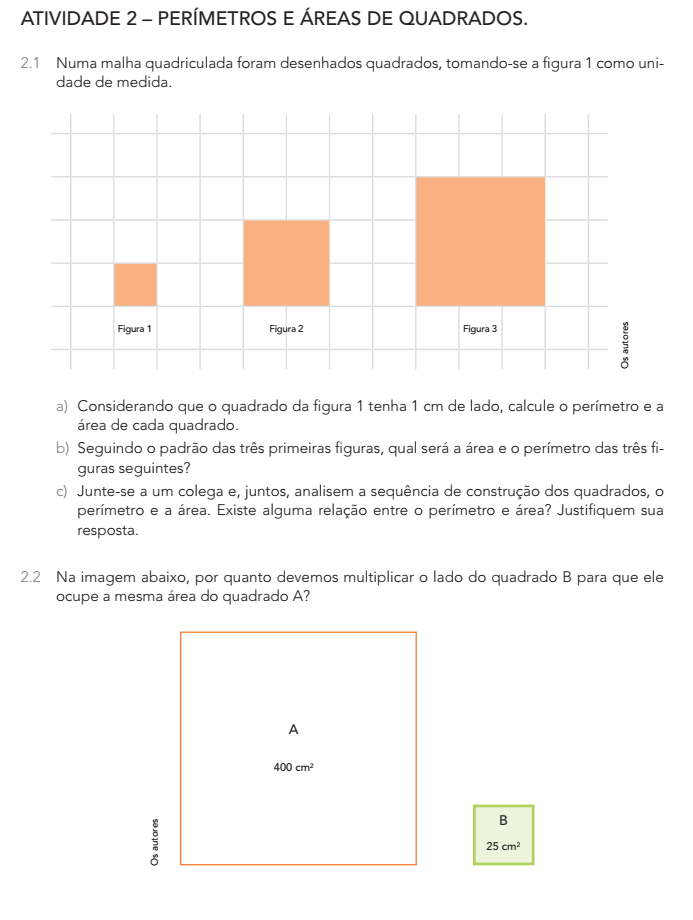 ATIVIDADE 2 – PERÍMETROS E ÁREAS DE QUADRADOS.
2.1 Numa malha quadriculada foram desenhados quadrados, tomando-se a figura 1 como uni-
dade de medida.
Figura 1 Figura 2 Figura 3
Os autores
a) Considerando que o quadrado da figura 1 tenha 1 cm de lado, calcule o perímetro e a
área de cada quadrado.
b) Seguindo o padrão das três primeiras figuras, qual será a área e o perímetro das três fi-
guras seguintes?
c) Junte-se a um colega e, juntos, analisem a sequência de construção dos quadrados, o
perímetro e a área. Existe alguma relação entre o perímetro e área? Justifiquem sua
resposta.
2.2 Na imagem abaixo, por quanto devemos multiplicar o lado do quadrado B para que ele
ocupe a mesma área do quadrado A?
A
400 cm²
B
25 cm²
Os autores